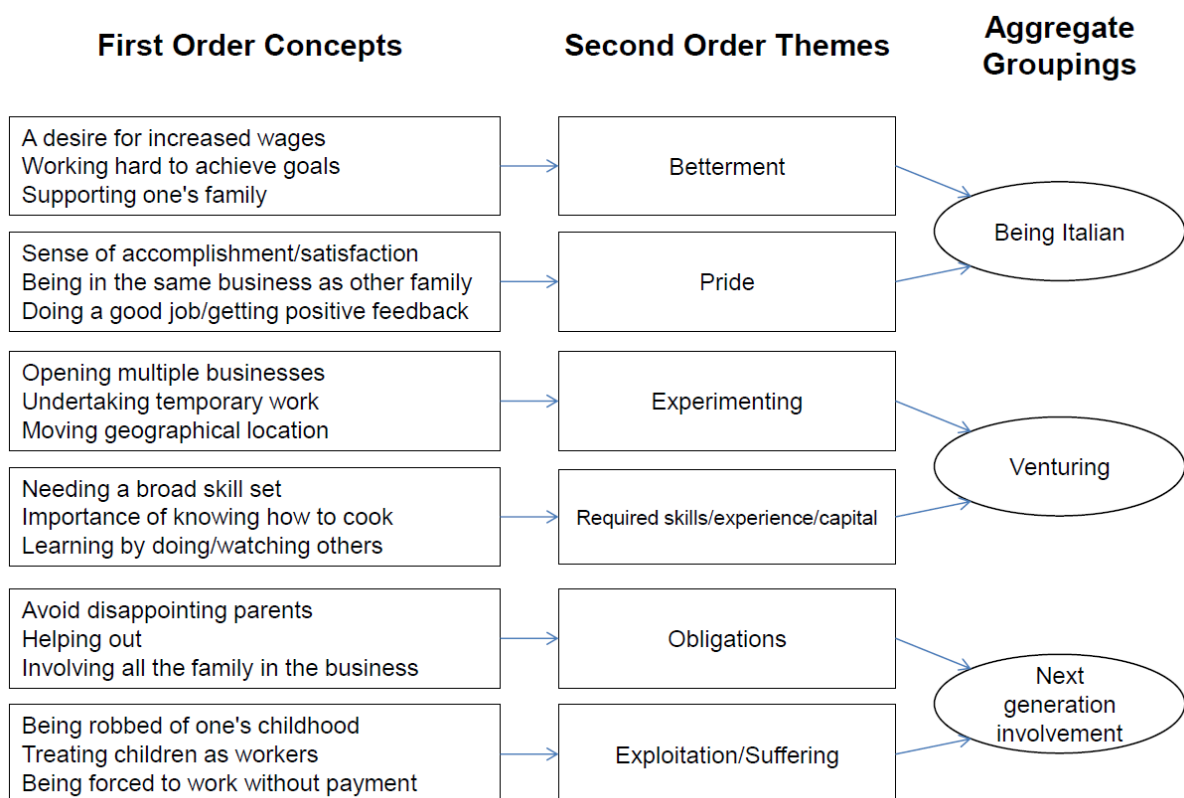 First Order Concepts
Second Order Themes
Aggregate
Groupings
A desire for increased wages
Working hard to achieve goals
Supporting one's family
Betterment
Being Italian
Sense of accomplishment/satisfaction
Being in the same business as other family
Doing a good job/getting positive feedback
Pride
Opening multiple businesses
Undertaking temporary work
Moving geographical location
Experimenting
Venturing
Needing a broad skill set
Importance of knowing how to cook
Learning by doing/watching others
Required skills/experience/capital
Avoid disappointing parents
Helping out
Involving all the family in the business
Obligations
Next
generation
involvement
Being robbed of one's childhood
Treating children as workers
Being forced to work without payment
Exploitation/Suffering